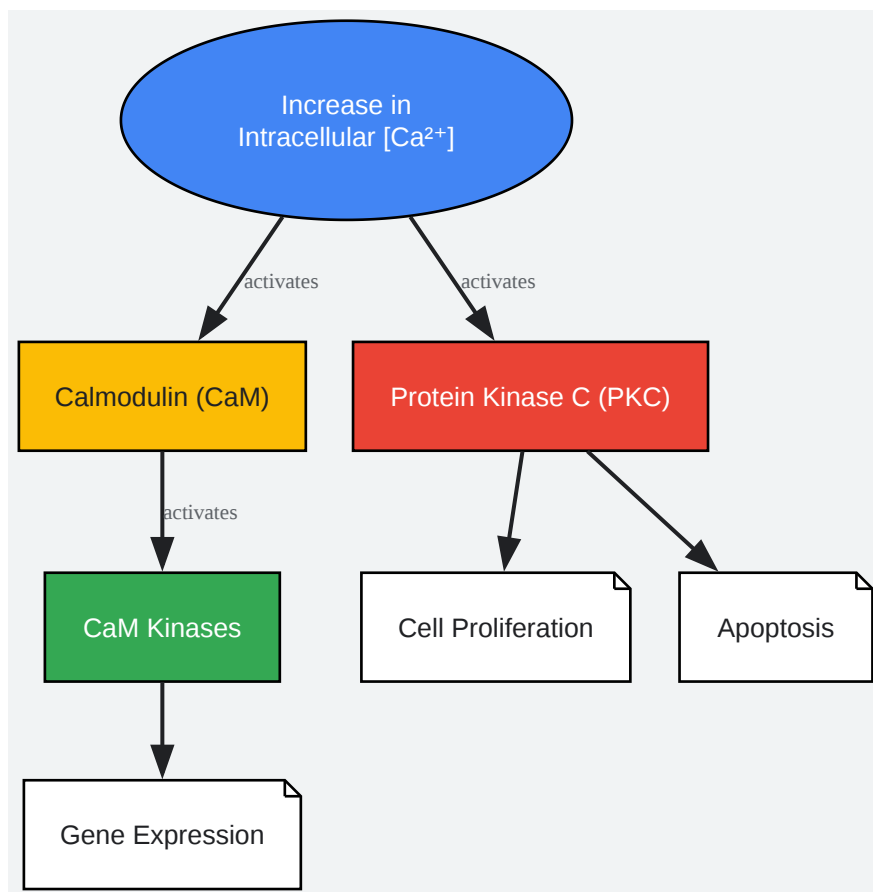 Increase in
Intracellular [Ca²⁺]
activates
activates
Calmodulin (CaM)
Protein Kinase C (PKC)
activates
CaM Kinases
Cell Proliferation
Apoptosis
Gene Expression